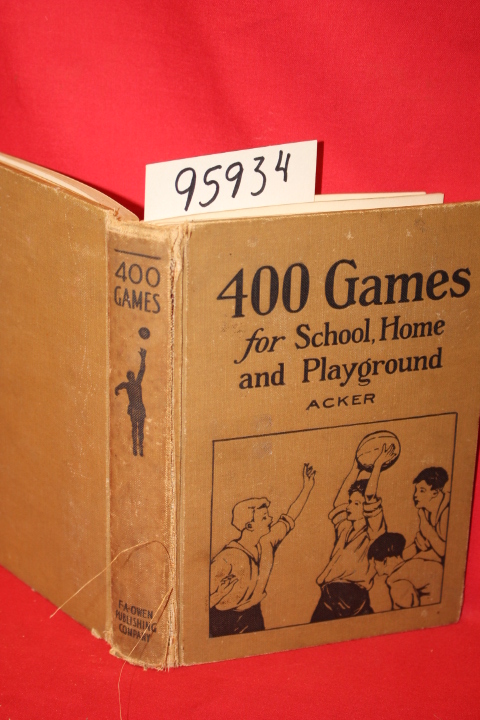 95934
400
GAMES
F.A. OWEN
PUBLISHING
COMPANY
400 Games
for School, Home
and Playground
ACKER